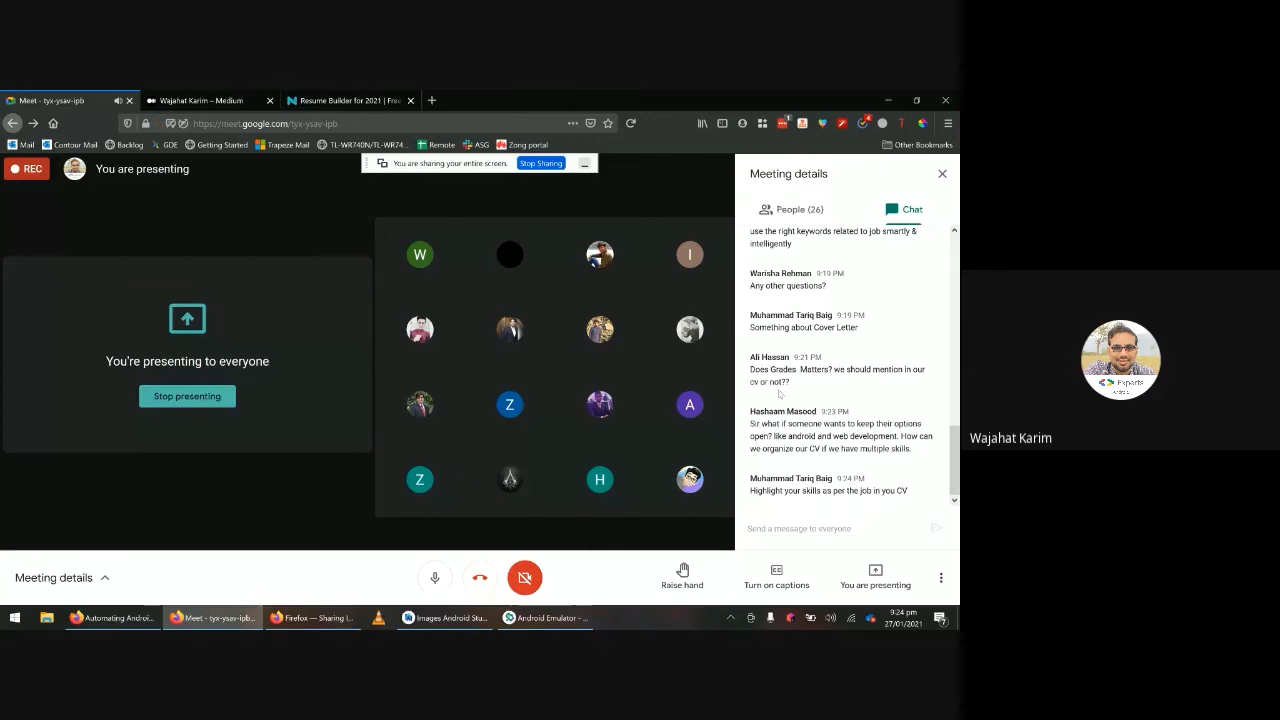 Meet - tyx-ysav-ipb
Wajahat Karim – Medium
Resume Builder for 2021 | Free
https://meet.google.com/tyx-ysav-ipb
Mail
Contour Mail
Backlog
GDE
Getting Started
Trapeze Mail
TL-WR740N/TL-WR74...
Remote
ASG
Zong portal
Other Bookmarks
REC
You are presenting
You are sharing your entire screen.
Stop Sharing
Meeting details
People (26)
Chat
use the right keywords related to job smartly &
intelligently
Warisha Rehman 9:19 PM
Any other questions?
Muhammad Tariq Baig 9:19 PM
Something about Cover Letter
Ali Hassan 9:21 PM
Does Grades Matters? we should mention in our
cv or not??
Hashaam Masood 9:23 PM
Sir what if someone wants to keep their options
open? like android and web development. How can
we organize our CV if we have multiple skills.
Muhammad Tariq Baig 9:24 PM
Highlight your skills as per the job in you CV
Send a message to everyone
W
I
Z
A
Z
H
You're presenting to everyone
Stop presenting
Experts
Android
Wajahat Karim
Meeting details
Raise hand
Turn on captions
You are presenting
Automating Androi...
Meet - tyx-ysav-ipb...
Firefox — Sharing I...
Images Android Stu...
Android Emulator - ...
9:24 pm
27/01/2021